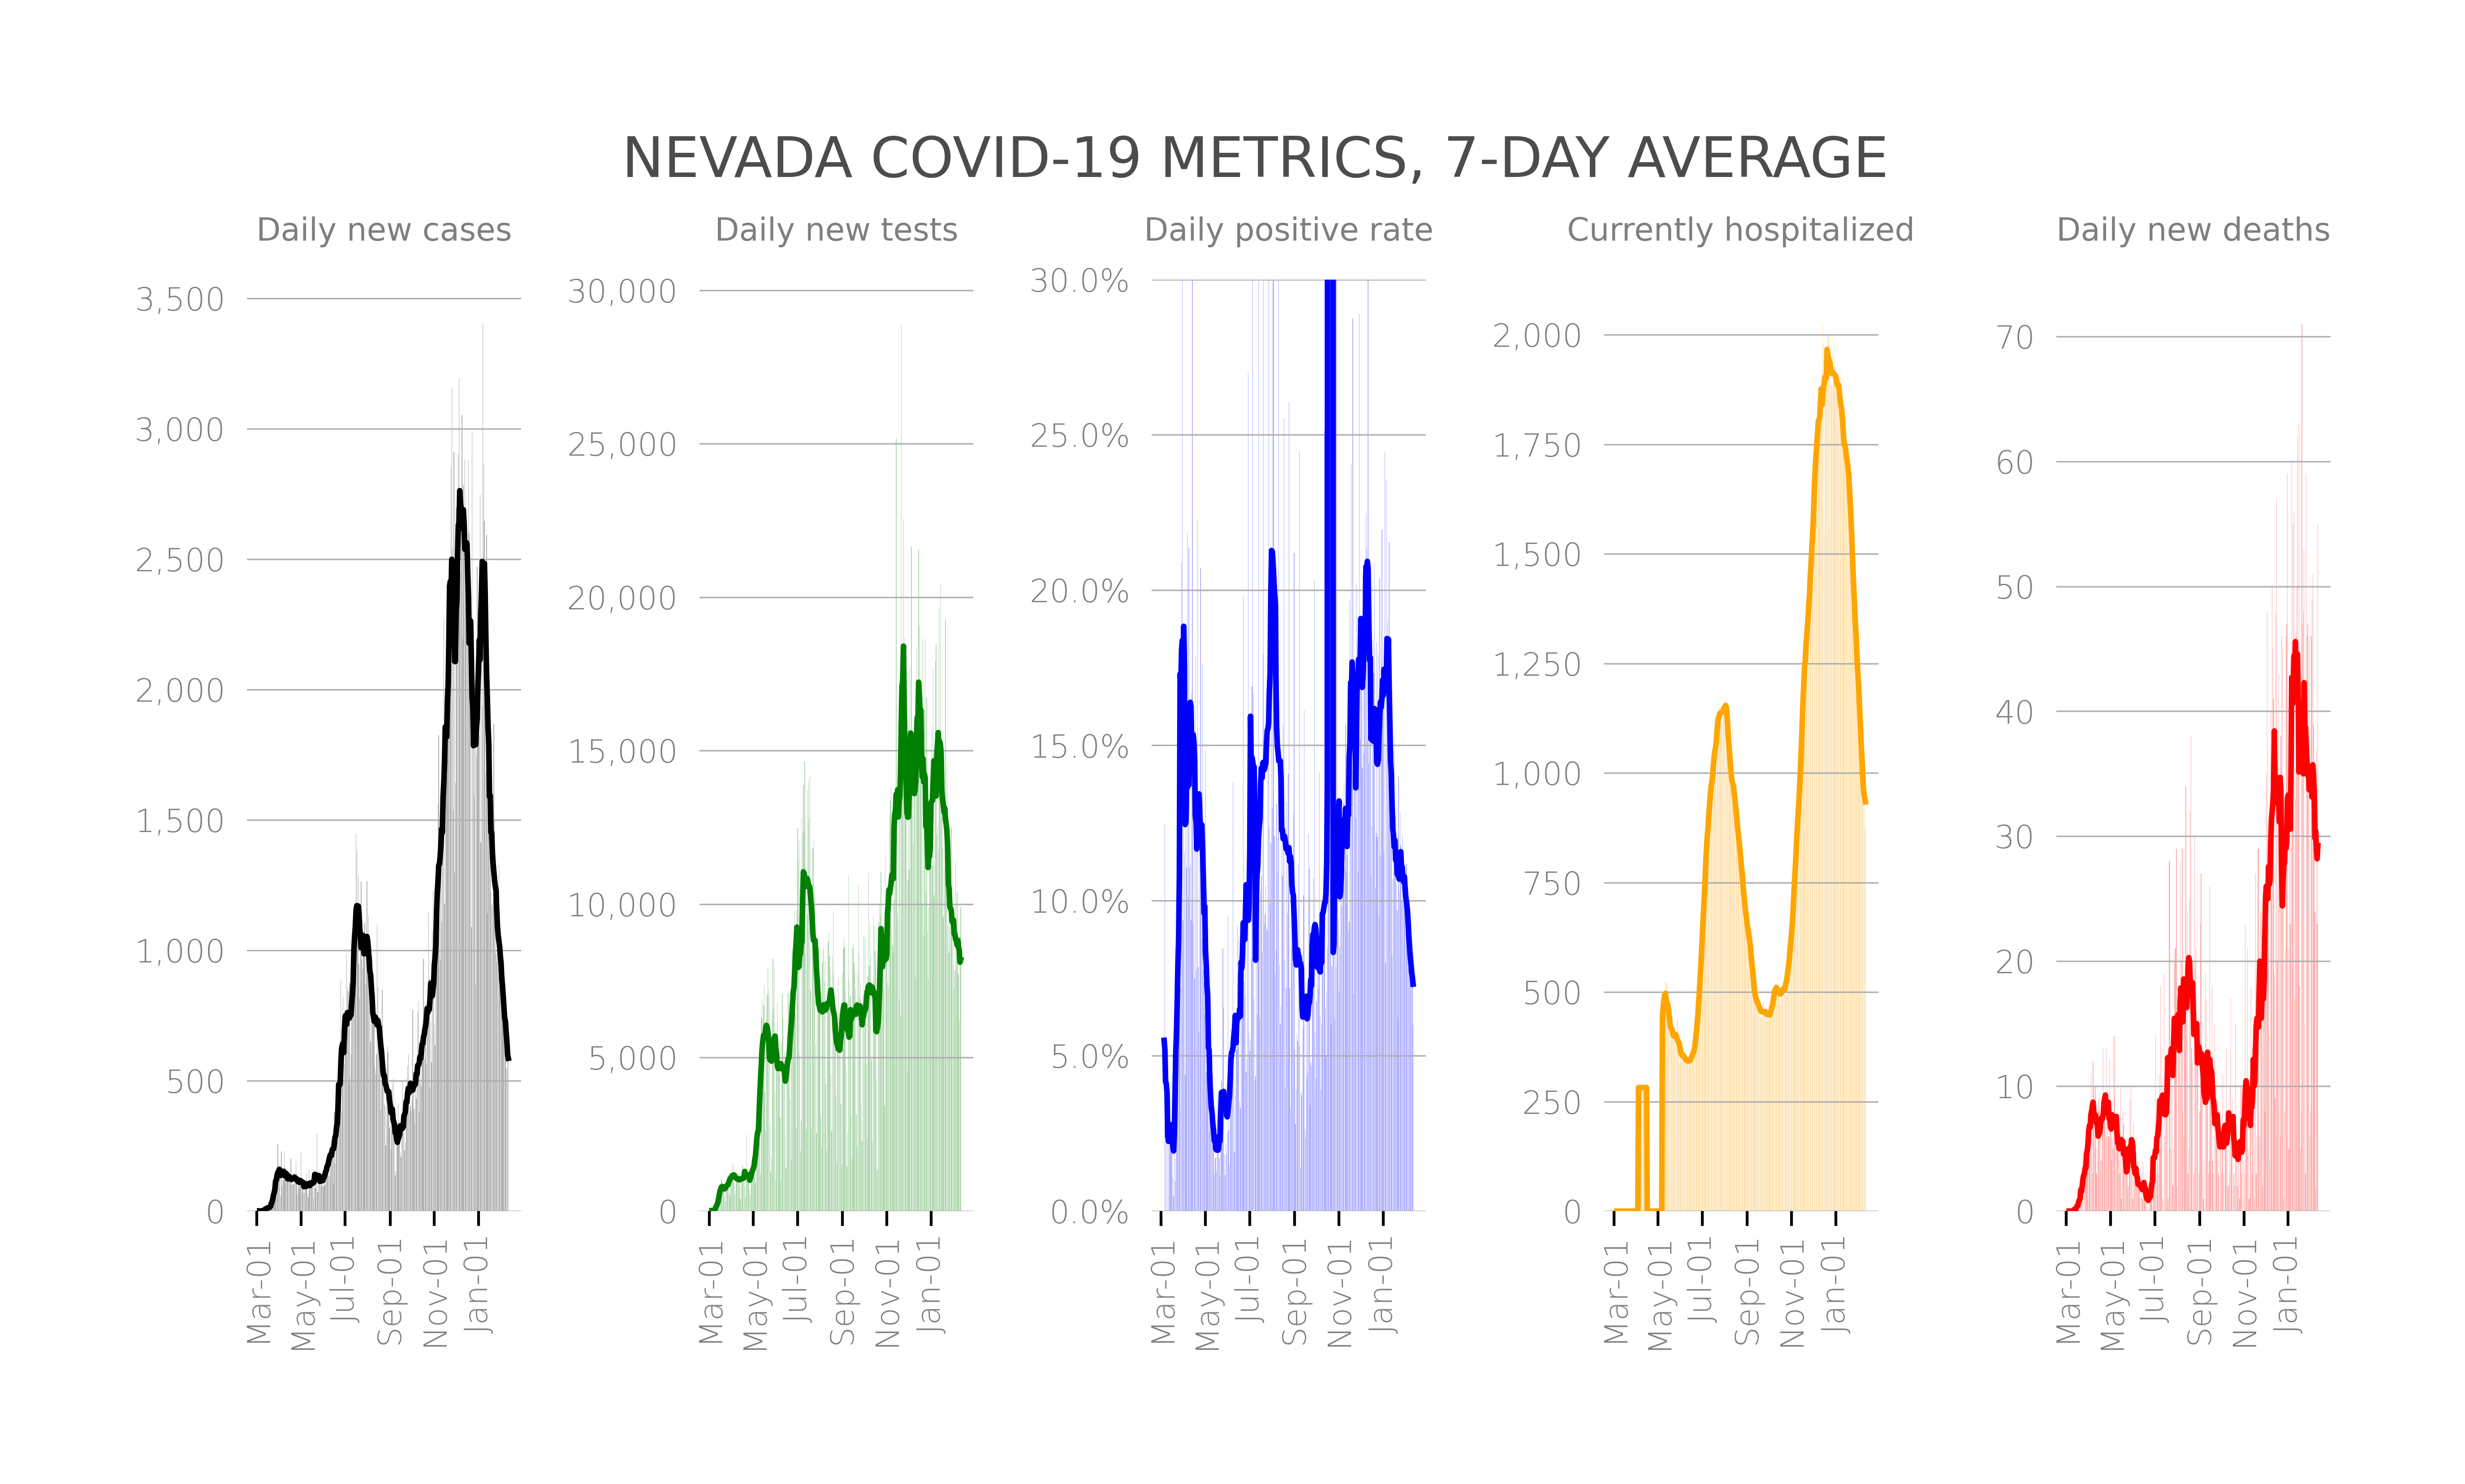 NEVADA COVID-19 METRICS, 7-DAY AVERAGE
Daily new cases
3,500
3,000
2,500
2,000
1,500
1,000
500
0
Mar-01
May-01
Jul-01
Sep-01
Nov-01
Jan-01
Daily new tests
30,000
25,000
20,000
15,000
10,000
5,000
0
Mar-01
May-01
Jul-01
Sep-01
Nov-01
Jan-01
Daily positive rate
30.0%
25.0%
20.0%
15.0%
10.0%
5.0%
0.0%
Mar-01
May-01
Jul-01
Sep-01
Nov-01
Jan-01
Currently hospitalized
2,000
1,750
1,500
1,250
1,000
750
500
250
0
Mar-01
May-01
Jul-01
Sep-01
Nov-01
Jan-01
Daily new deaths
70
60
50
40
30
20
10
0
Mar-01
May-01
Jul-01
Sep-01
Nov-01
Jan-01